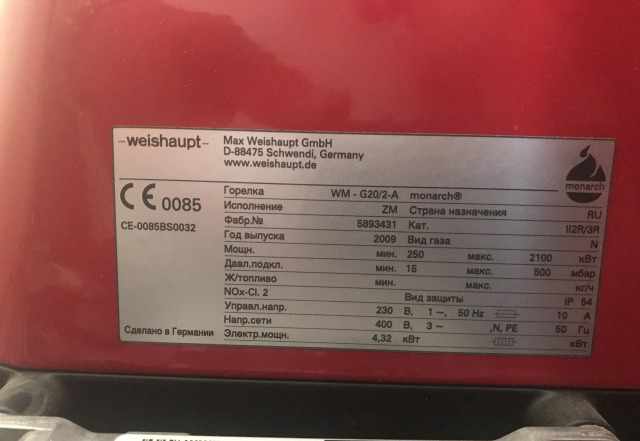 –weishaupt–
Max Weishaupt GmbH
D-88475 Schwendi, Germany
www.weishaupt.de
monarch
CE 0085
CE-0085BS0032
Горелка WM - G20/2-A monarch®
Исполнение ZM Страна назначения RU
Фабр.№ 5893431 Кат. II2R/3R
Год выпуска 2009 Вид газа N
Мощн. мин. 250 макс. 2100 кВт
Давл.подкл. мин. 15 макс. 500 мбар
Ж/топливо мин. макс. кг/ч
NOx-Cl. 2 Вид защиты IP 54
Управл.напр. 230 В, 1 ~, 50 Hz 10 A
Напр.сети 400 В, 3 ~ ,N, PE 50 Гц
Электр.мощн. 4,32 кВт кВт
Сделано в Германии